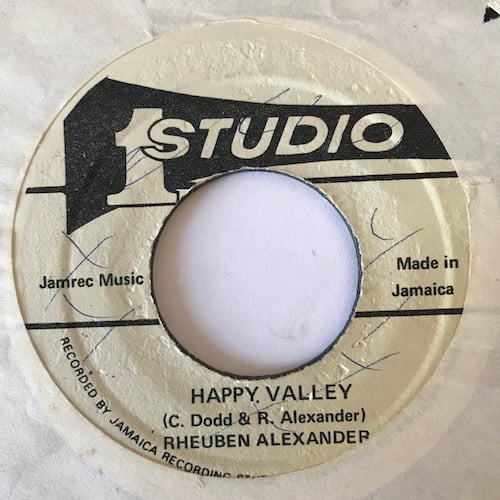 1 STUDIO
Jamrec Music
Made in
Jamaica
HAPPY VALLEY
(C. Dodd & R. Alexander)
RHEUBEN ALEXANDER
RECORDED BY JAMAICA RECORDING